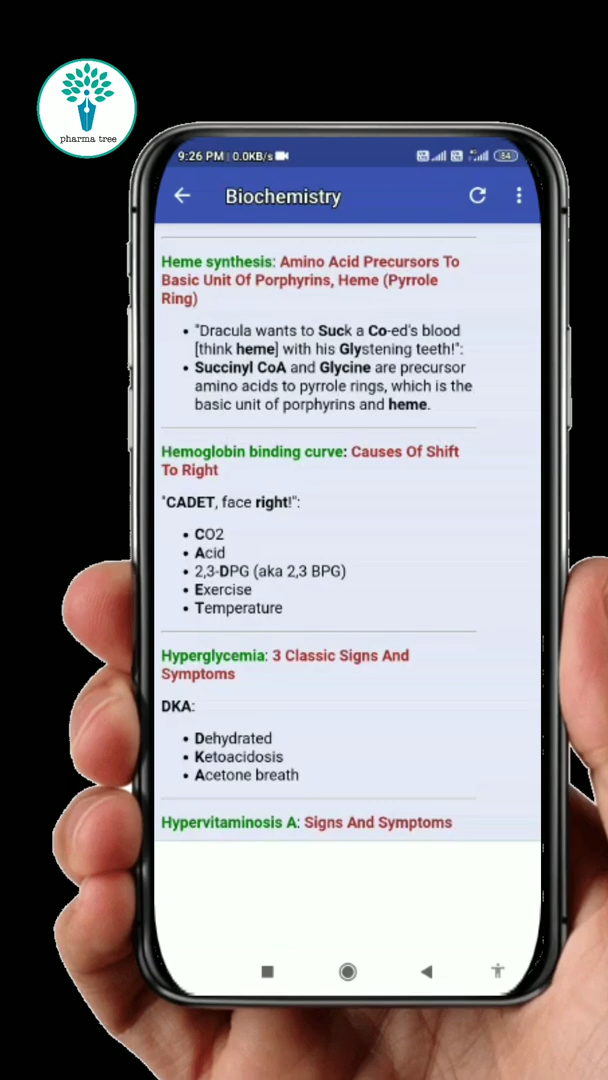 pharma tree
9:26 PM | 0.0KB/s
84
Biochemistry
Heme synthesis: Amino Acid Precursors To
Basic Unit Of Porphyrins, Heme (Pyrrole
Ring)
• "Dracula wants to Suck a Co-ed's blood
[think heme] with his Glystening teeth!":
• Succinyl CoA and Glycine are precursor
amino acids to pyrrole rings, which is the
basic unit of porphyrins and heme.
Hemoglobin binding curve: Causes Of Shift
To Right
"CADET, face right!":
• CO2
• Acid
• 2,3-DPG (aka 2,3 BPG)
• Exercise
• Temperature
Hyperglycemia: 3 Classic Signs And
Symptoms
DKA:
• Dehydrated
• Ketoacidosis
• Acetone breath
Hypervitaminosis A: Signs And Symptoms